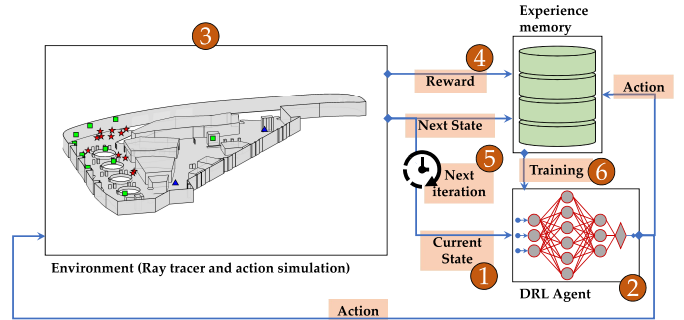 3
Experience
memory
4
Reward
Action
Next State
5
Next
iteration
Training
6
Current
State
1
Environment (Ray tracer and action simulation)
DRL Agent
2
Action